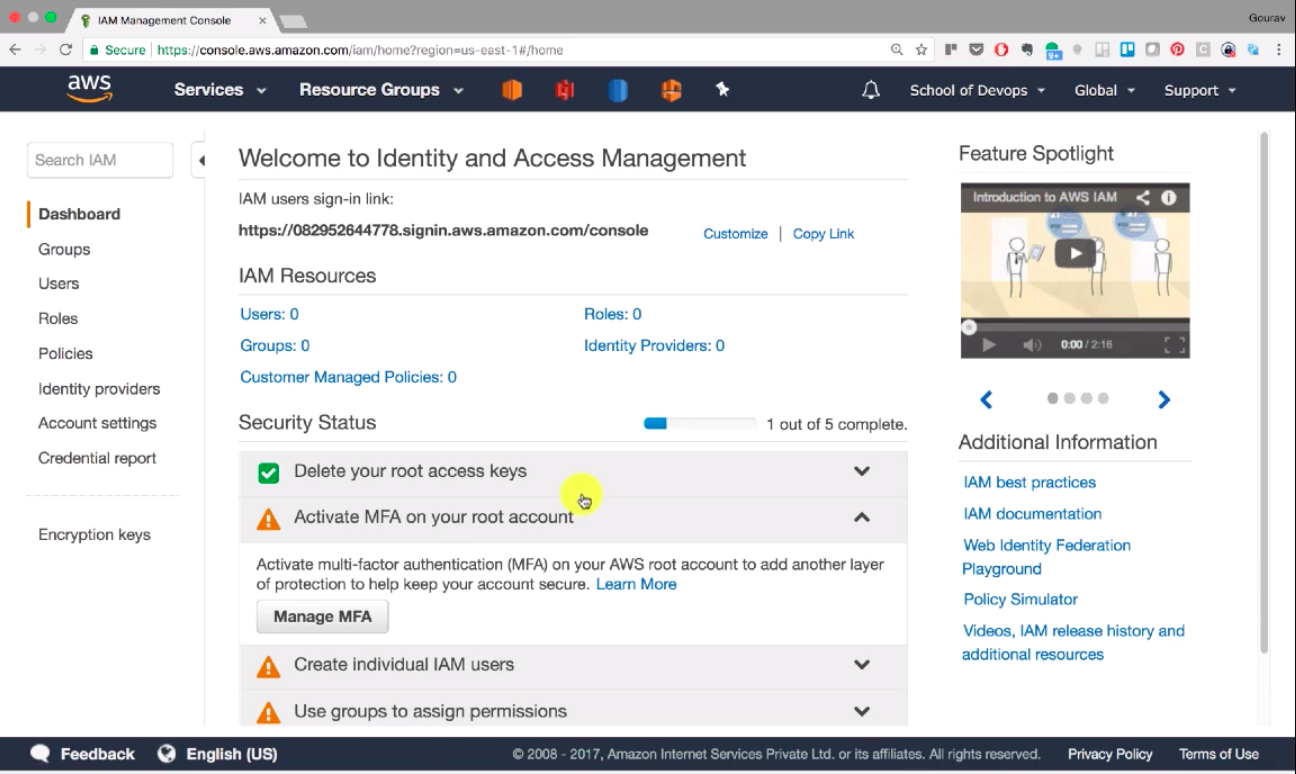 IAM Management Console
Gourav
Secure https://console.aws.amazon.com/iam/home?region=us-east-1#/home
9+
aws Services Resource Groups School of Devops Global Support
Search IAM
Dashboard
Groups
Users
Roles
Policies
Identity providers
Account settings
Credential report
Encryption keys
Welcome to Identity and Access Management
IAM users sign-in link:
https://082952644778.signin.aws.amazon.com/console Customize | Copy Link
IAM Resources
Users: 0 Roles: 0
Groups: 0 Identity Providers: 0
Customer Managed Policies: 0
Security Status 1 out of 5 complete.
Delete your root access keys
Activate MFA on your root account
Activate multi-factor authentication (MFA) on your AWS root account to add another layer
of protection to help keep your account secure. Learn More
Manage MFA
Create individual IAM users
Use groups to assign permissions
Feature Spotlight
Introduction to AWS IAM
0:00 / 2:16
Additional Information
IAM best practices
IAM documentation
Web Identity Federation
Playground
Policy Simulator
Videos, IAM release history and
additional resources
Feedback English (US) © 2008 - 2017, Amazon Internet Services Private Ltd. or its affiliates. All rights reserved. Privacy Policy Terms of Use